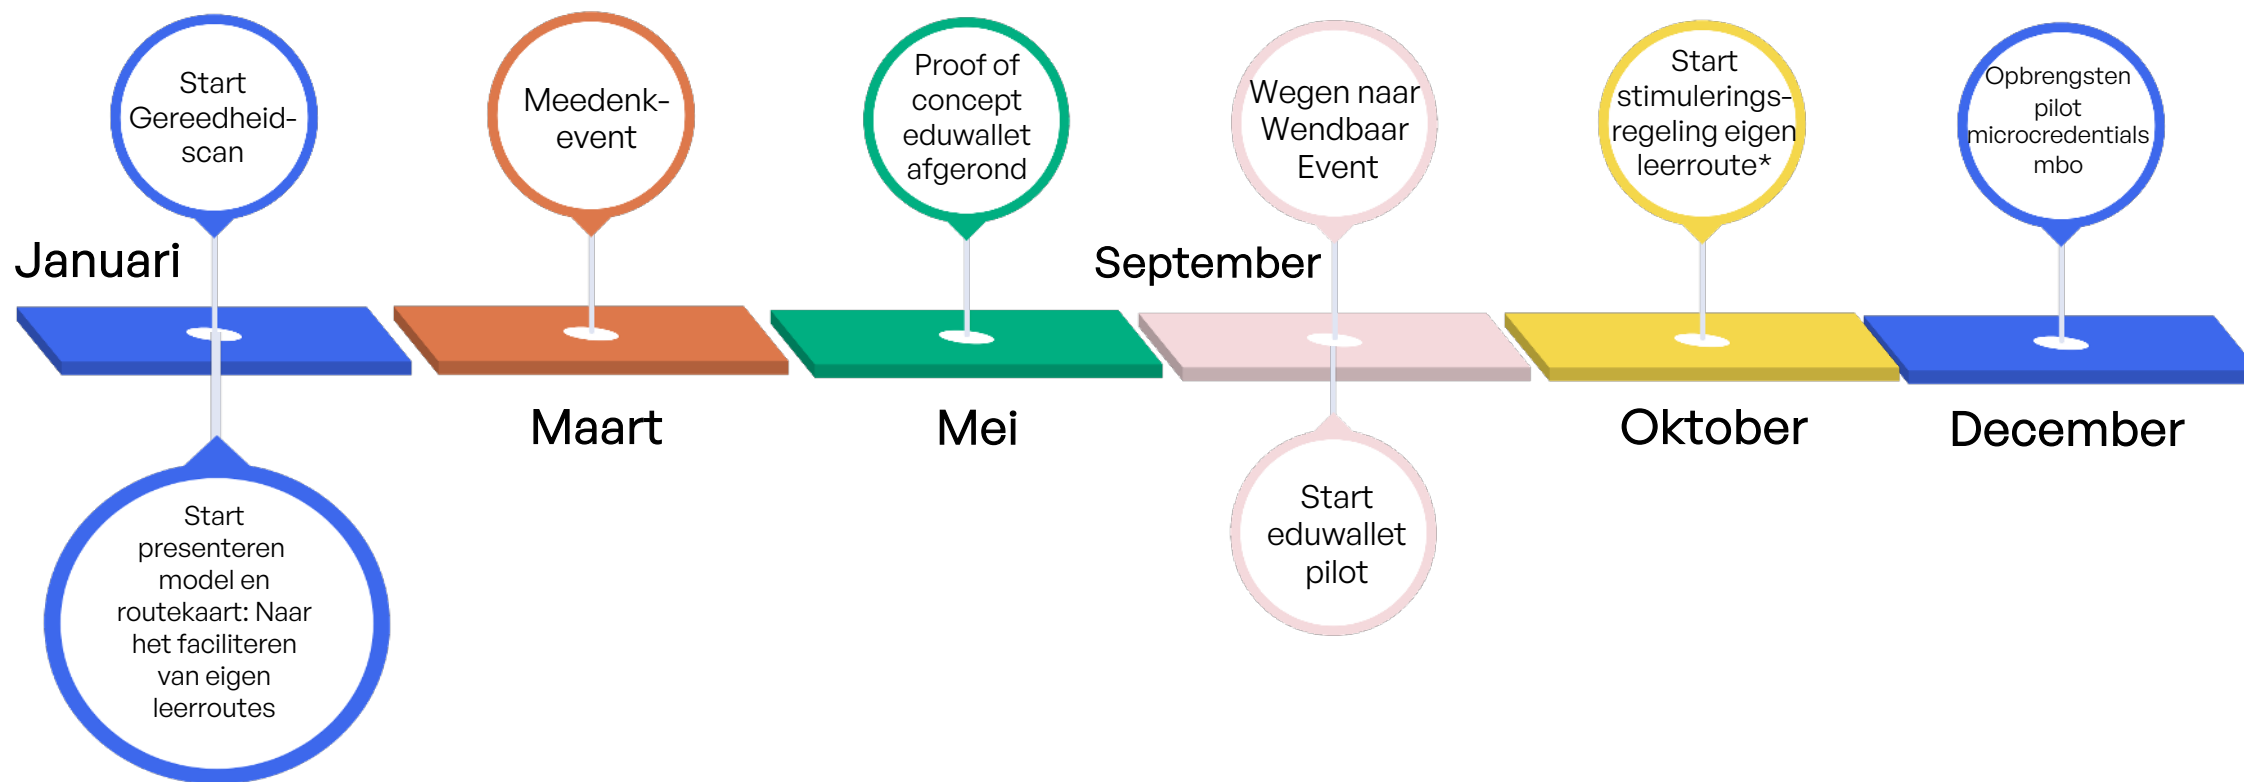 Start
Gereedheid-
scan
Meedenk-
event
Proof of
concept
eduwallet
afgerond
Wegen naar
Wendbaar
Event
Start
stimulerings-
regeling eigen
leerroute*
Opbrengsten
pilot
microcredentials
mbo
Januari
September
Maart
Mei
Oktober
December
Start
presenteren
model en
routekaart: Naar
het faciliteren
van eigen
leerroutes
Start
eduwallet
pilot